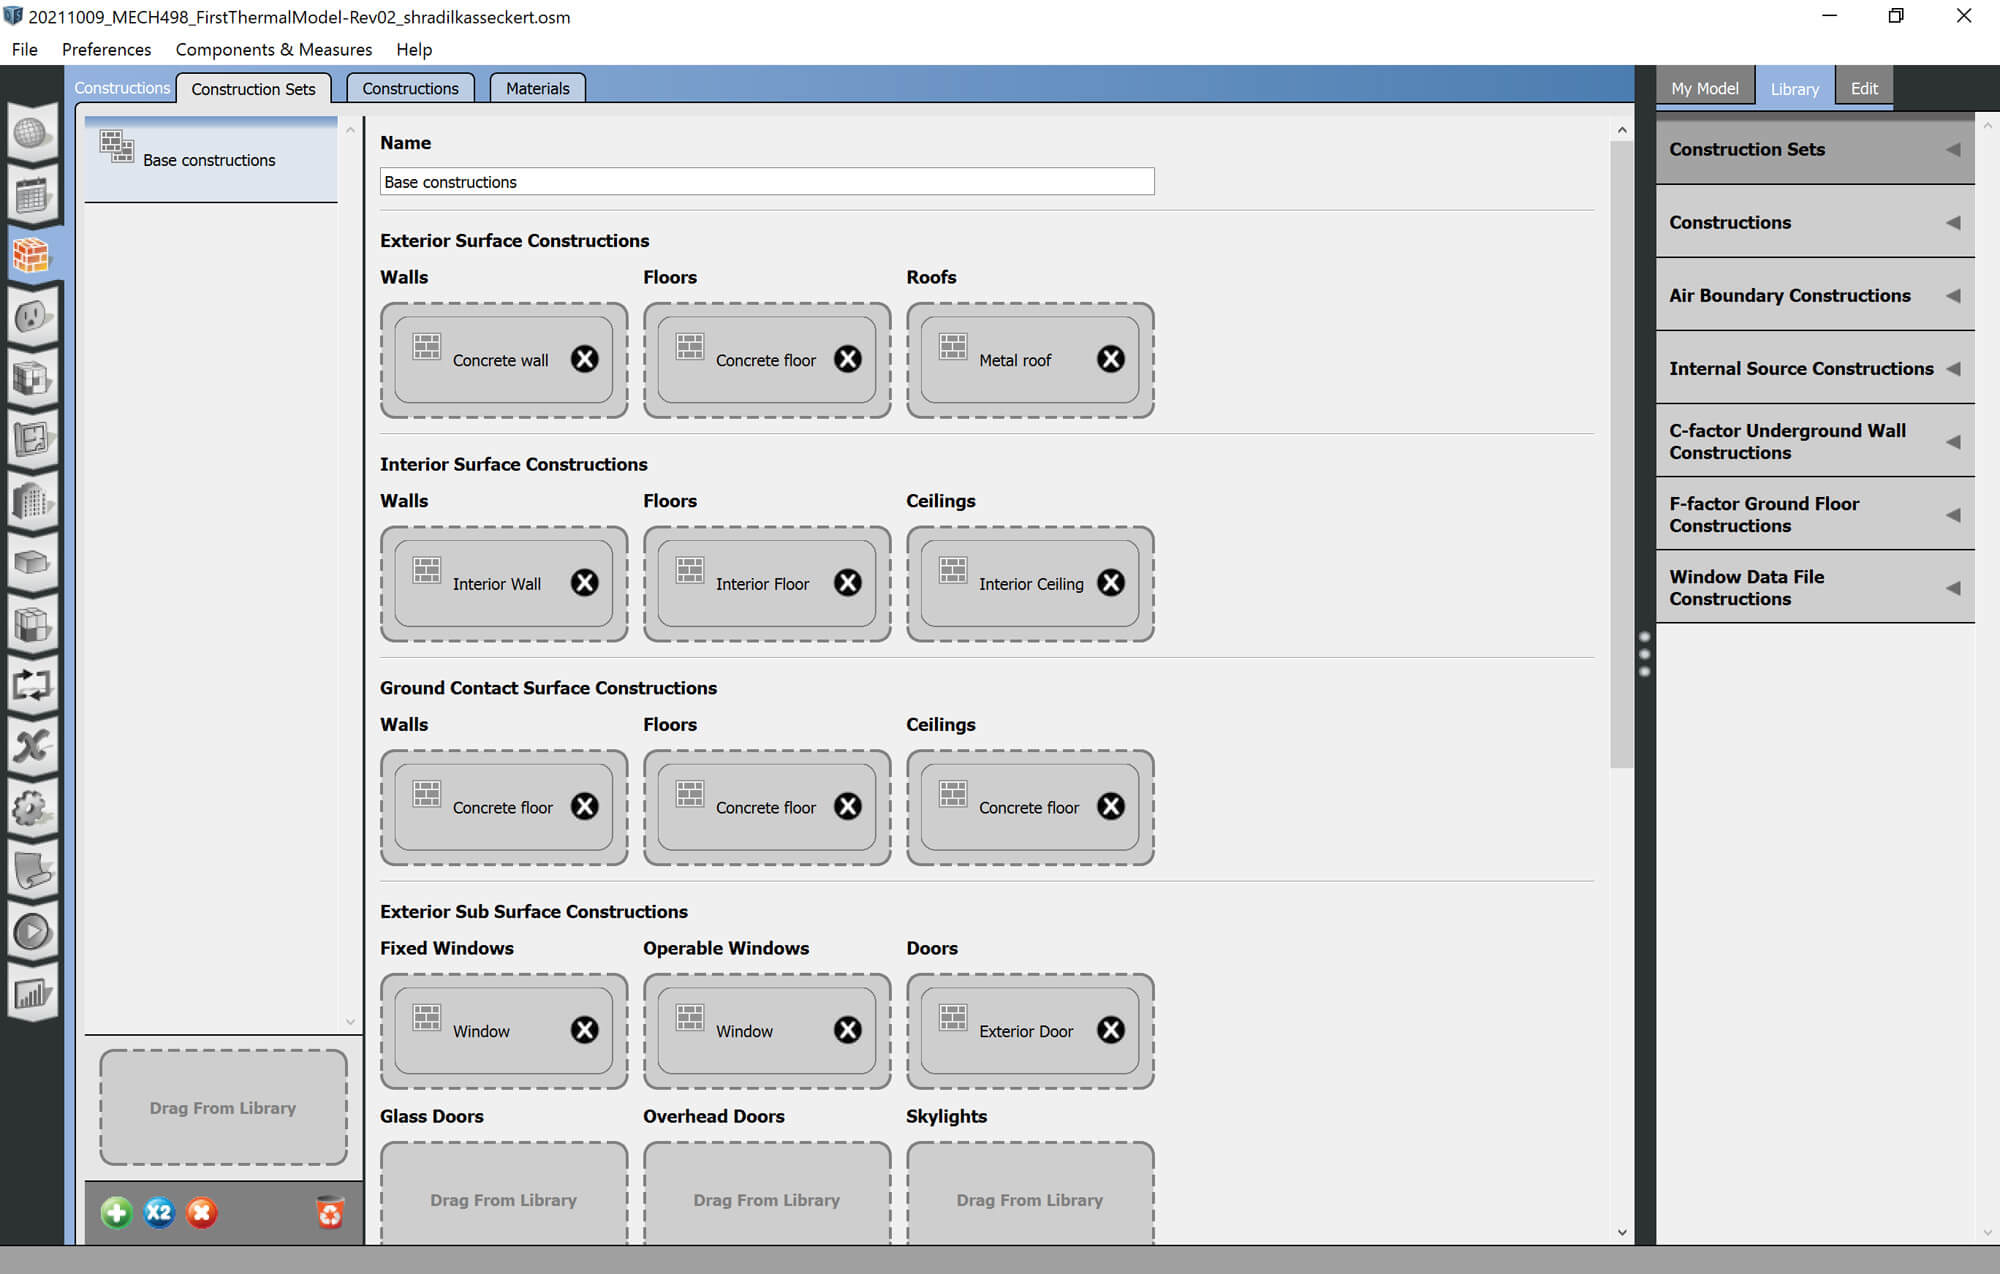 20211009_MECH498_FirstThermalModel-Rev02_shradilkasseckert.osm
File Preferences Components & Measures Help
Constructions Construction Sets Constructions Materials
My Model Library Edit
Base constructions
Drag From Library
X2
Name
Base constructions
Exterior Surface Constructions
Walls Floors Roofs
Concrete wall Concrete floor Metal roof
Interior Surface Constructions
Walls Floors Ceilings
Interior Wall Interior Floor Interior Ceiling
Ground Contact Surface Constructions
Walls Floors Ceilings
Concrete floor Concrete floor Concrete floor
Exterior Sub Surface Constructions
Fixed Windows Operable Windows Doors
Window Window Exterior Door
Glass Doors Overhead Doors Skylights
Drag From Library Drag From Library Drag From Library
Construction Sets
Constructions
Air Boundary Constructions
Internal Source Constructions
C-factor Underground Wall
Constructions
F-factor Ground Floor
Constructions
Window Data File
Constructions